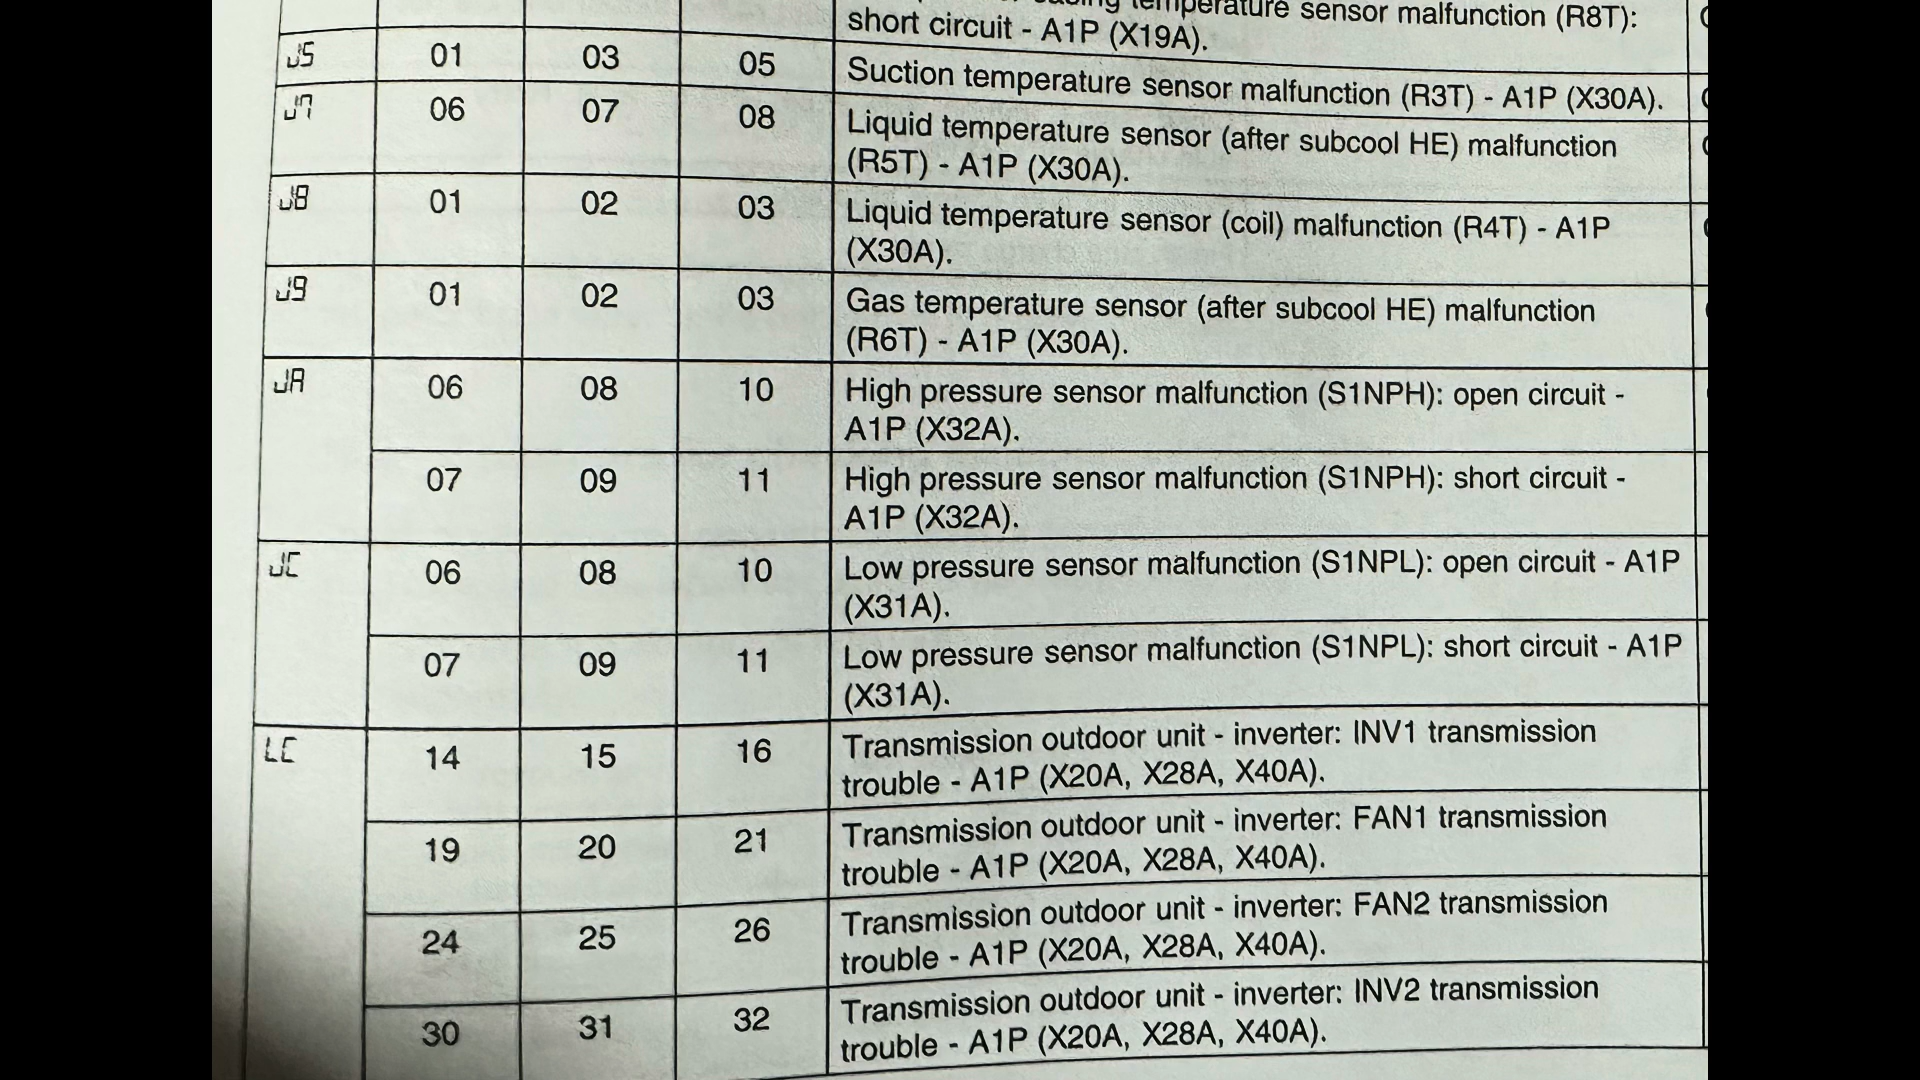 temperature sensor malfunction (R8T):
short circuit - A1P (X19A).
J5 01 03 05 Suction temperature sensor malfunction (R3T) - A1P (X30A).
J7 06 07 08 Liquid temperature sensor (after subcool HE) malfunction
(R5T) - A1P (X30A).
J8 01 02 03 Liquid temperature sensor (coil) malfunction (R4T) - A1P
(X30A).
J9 01 02 03 Gas temperature sensor (after subcool HE) malfunction
(R6T) - A1P (X30A).
JA 06 08 10 High pressure sensor malfunction (S1NPH): open circuit -
A1P (X32A).
07 09 11 High pressure sensor malfunction (S1NPH): short circuit -
A1P (X32A).
JC 06 08 10 Low pressure sensor malfunction (S1NPL): open circuit - A1P
(X31A).
07 09 11 Low pressure sensor malfunction (S1NPL): short circuit - A1P
(X31A).
LC 14 15 16 Transmission outdoor unit - inverter: INV1 transmission
trouble - A1P (X20A, X28A, X40A).
19 20 21 Transmission outdoor unit - inverter: FAN1 transmission
trouble - A1P (X20A, X28A, X40A).
24 25 26 Transmission outdoor unit - inverter: FAN2 transmission
trouble - A1P (X20A, X28A, X40A).
30 31 32 Transmission outdoor unit - inverter: INV2 transmission
trouble - A1P (X20A, X28A, X40A).